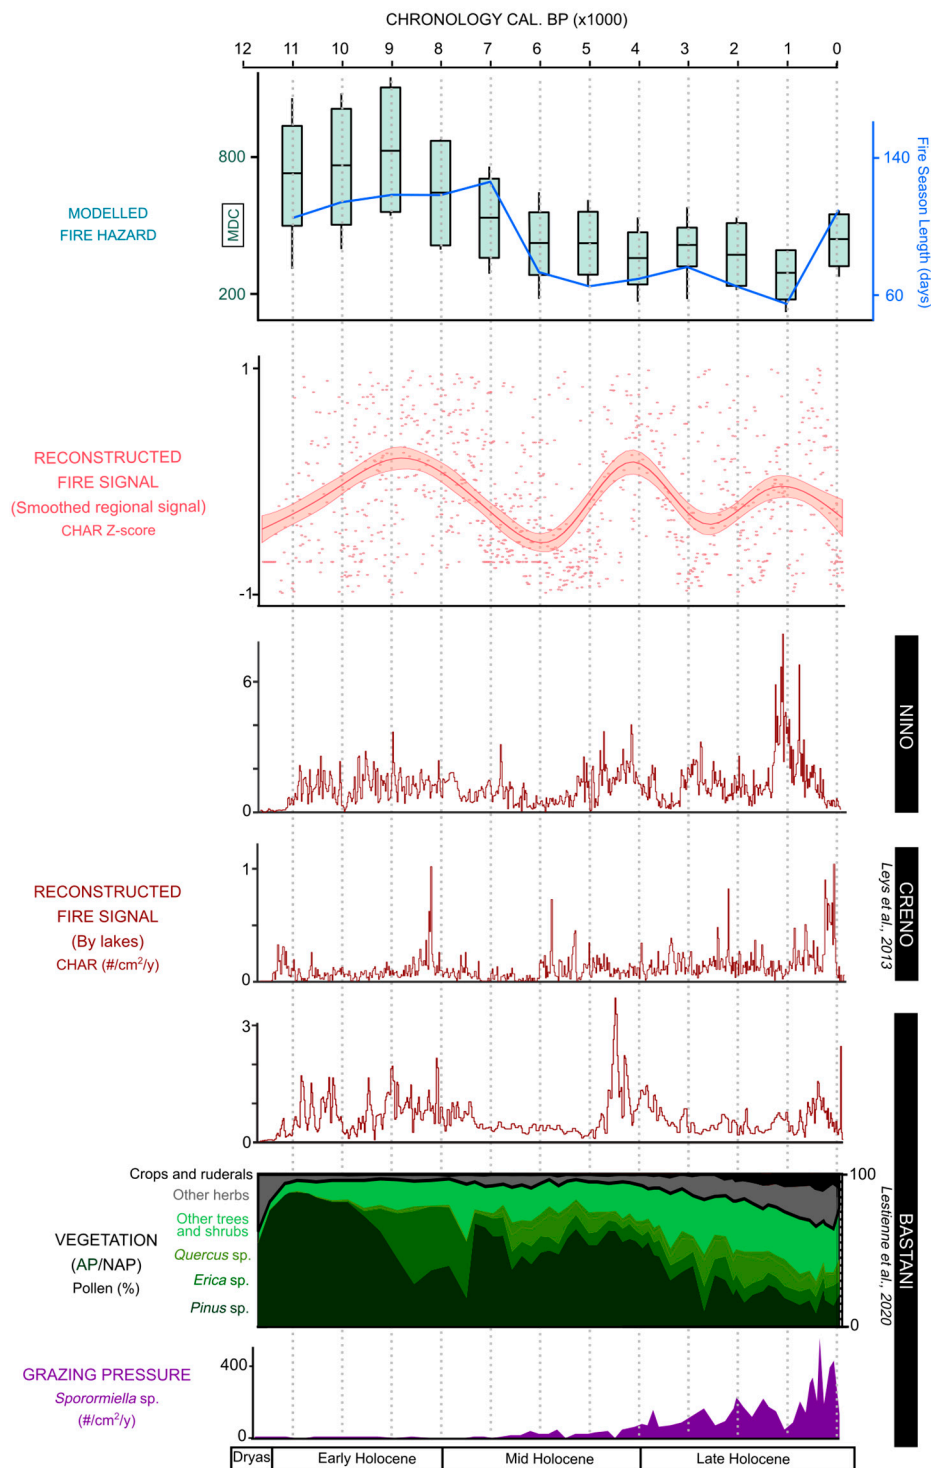 CHRONOLOGY CAL. BP (x1000)
12 11 10 9 8 7 6 5 4 3 2 1 0
800
200
MDC
MODELLED
FIRE HAZARD
140
60
Fire Season Length (days)
1
-1
RECONSTRUCTED
FIRE SIGNAL
(Smoothed regional signal)
CHAR Z-score
6
0
NINO
RECONSTRUCTED
FIRE SIGNAL
(By lakes)
CHAR (#/cm²/y)
1
0
CRENO
Leys et al., 2013
3
0
BASTANI
Lestienne et al., 2020
VEGETATION
(AP/NAP)
Pollen (%)
Crops and ruderals
Other herbs
Other trees
and shrubs
Quercus sp.
Erica sp.
Pinus sp.
100
0
GRAZING PRESSURE
Sporormiella sp.
(#/cm²/y)
400
0
Dryas Early Holocene Mid Holocene Late Holocene